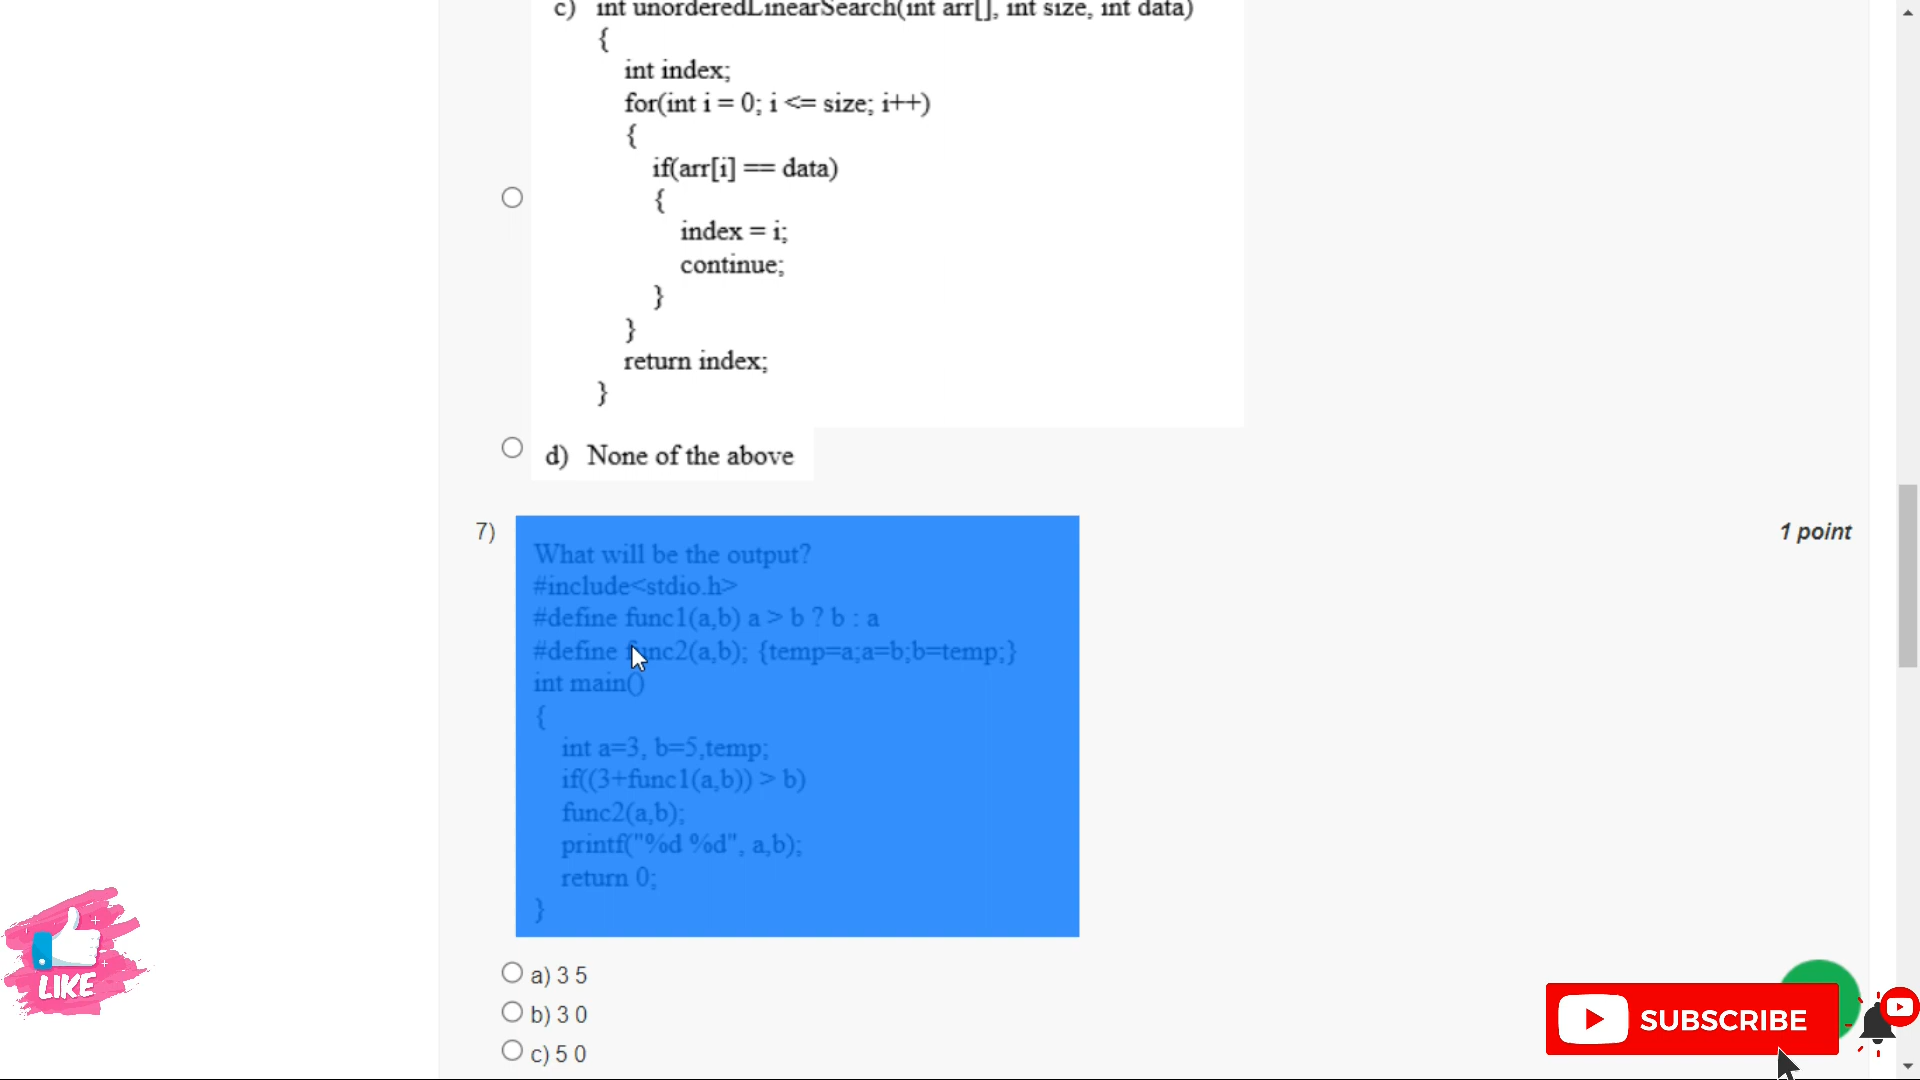 c) int unorderedLinearSearch(int arr[], int size, int data)
{
int index;
for(int i = 0; i <= size; i++)
{
if(arr[i] == data)
{
index = i;
continue;
}
}
return index;
}
d) None of the above
7)
1 point
What will be the output?
#include<stdio.h>
#define func1(a,b) a > b ? b : a
#define func2(a,b); {temp=a;a=b;b=temp;}
int main()
{
int a=3, b=5,temp;
if((3+func1(a,b)) > b)
func2(a,b);
printf("%d %d", a,b);
return 0;
}
a) 3 5
b) 3 0
c) 5 0
LIKE
SUBSCRIBE